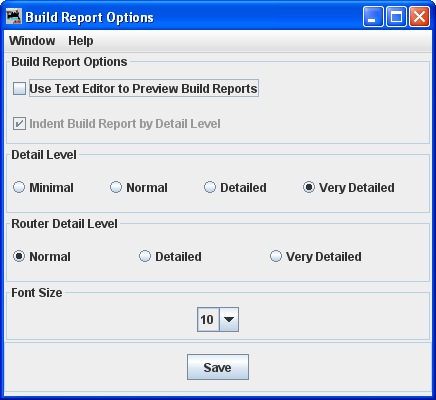 Build Report Options
Window Help
Build Report Options
Use Text Editor to Preview Build Reports
Indent Build Report by Detail Level
Detail Level
Minimal Normal Detailed Very Detailed
Router Detail Level
Normal Detailed Very Detailed
Font Size
10
Save